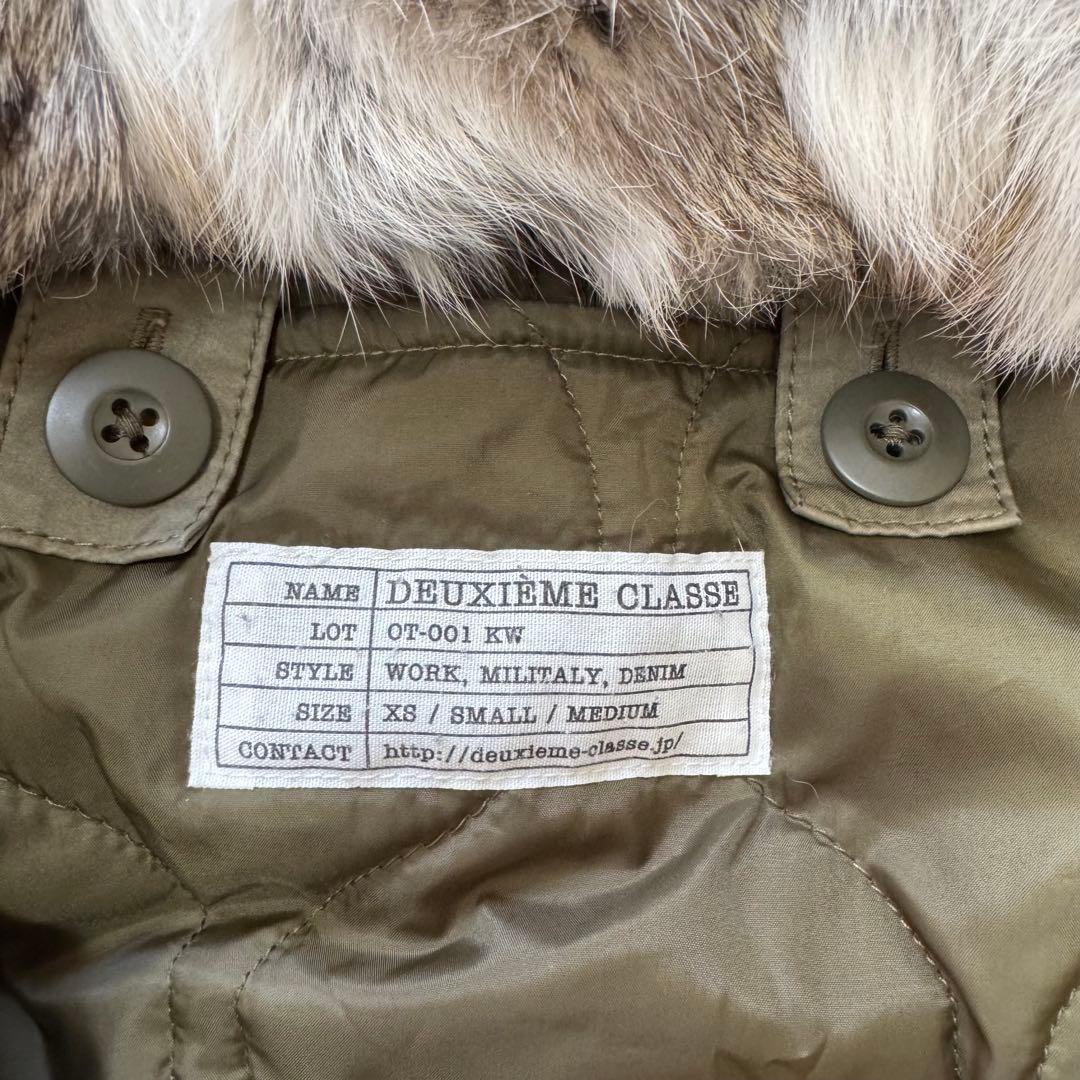 NAME DEUXIÈME CLASSE
LOT OT-001 KW
STYLE WORK, MILITALY, DENIM
SIZE XS / SMALL / MEDIUM
CONTACT http://deuxieme-classe.jp/